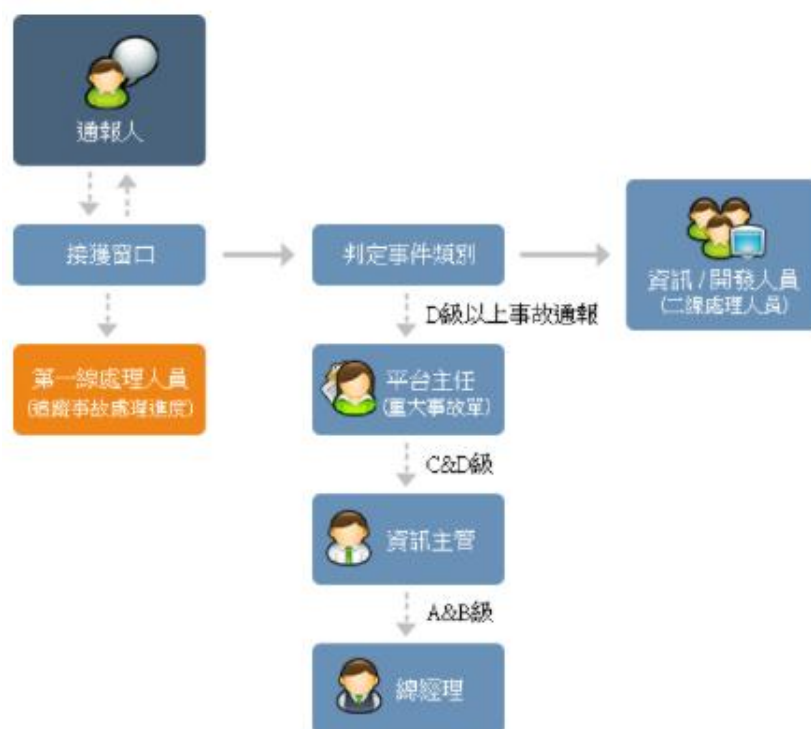 通報人
接獲窗口
判定事件類別
資訊/開發人員
(二線處理人員)
D級以上事故通報
第一線處理人員
(追蹤事故處理進度)
平台主任
(重大事故單)
C&D級
資訊主管
A&B級
總經理